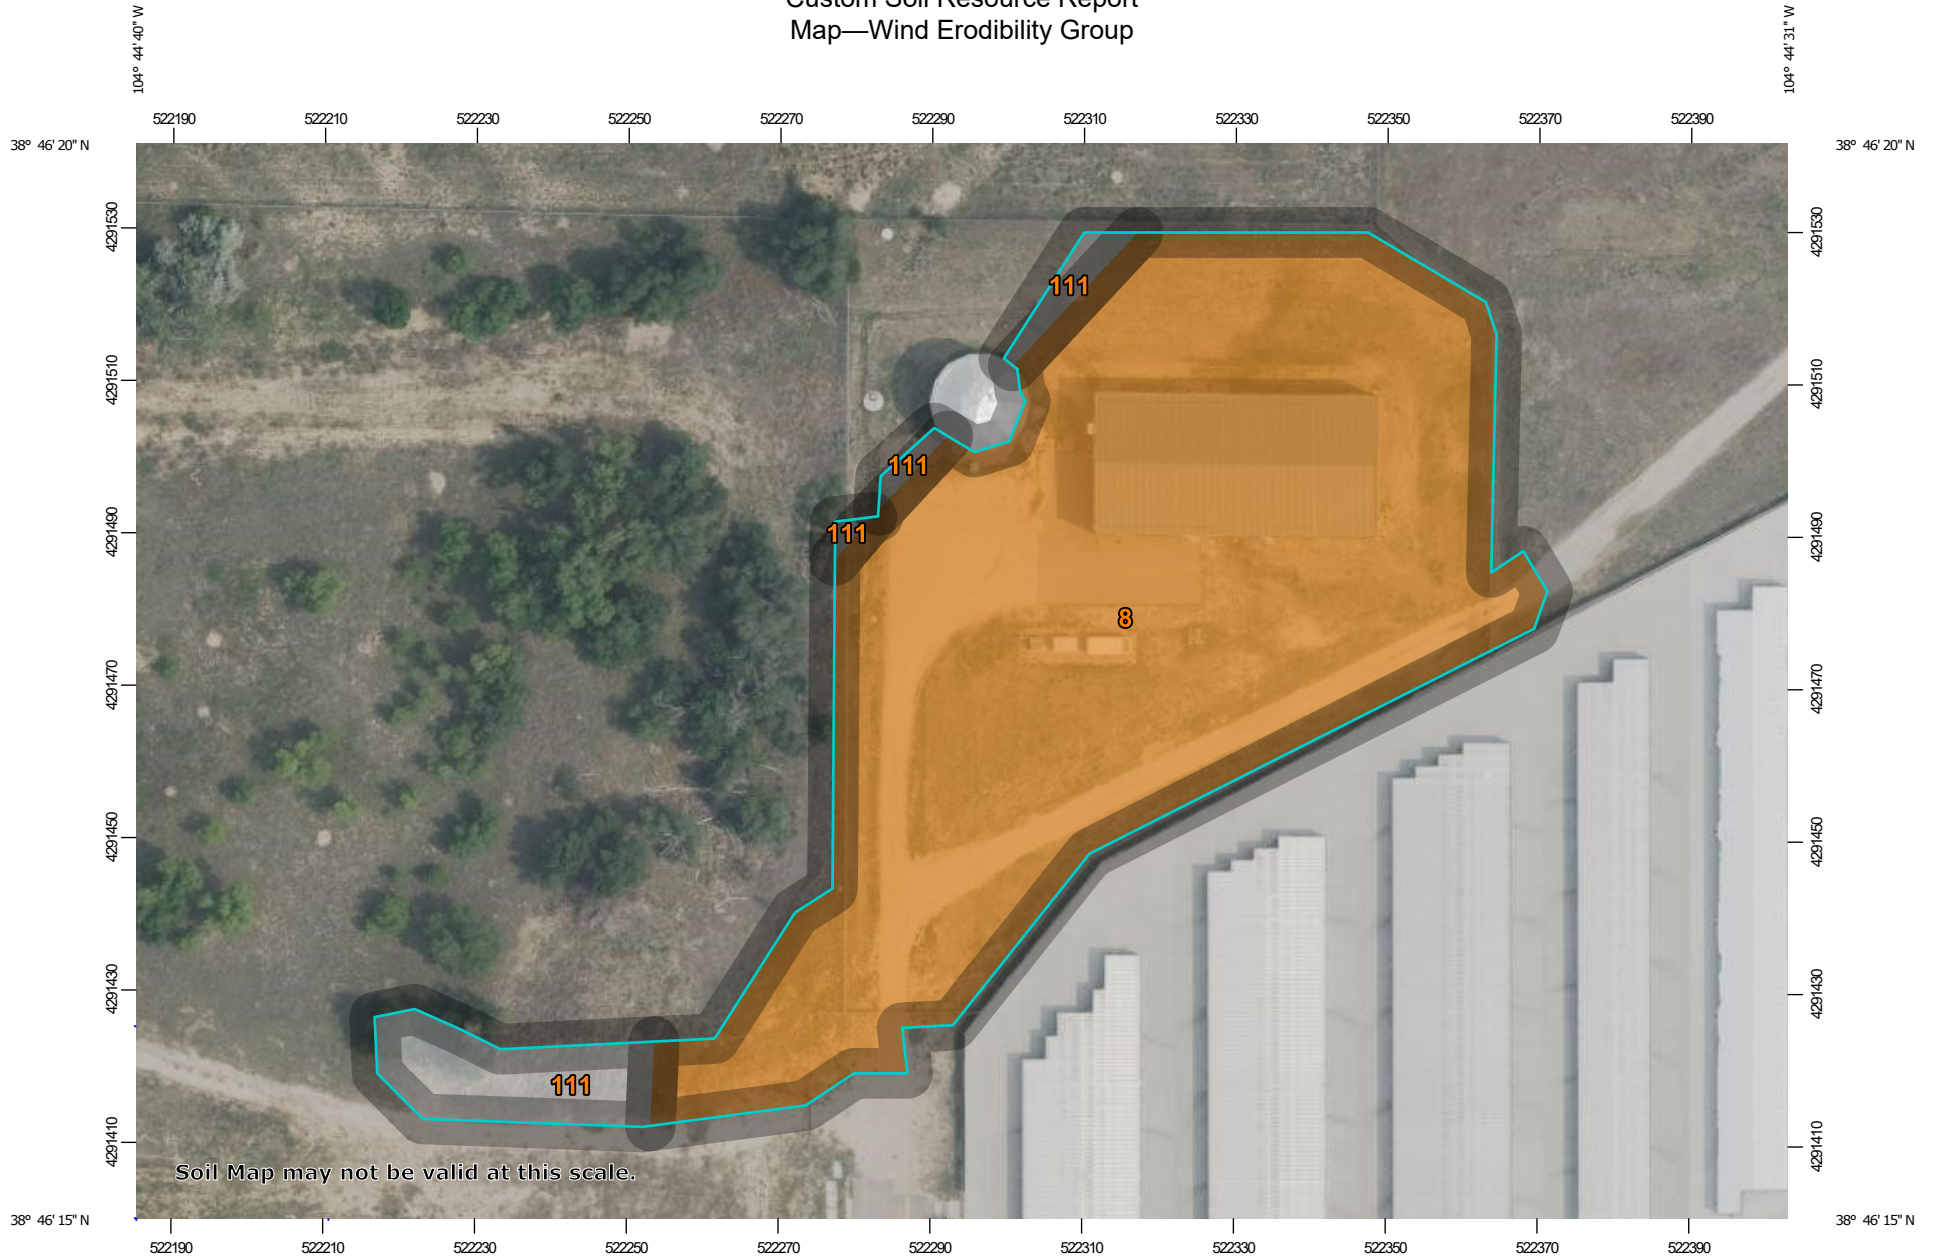 Custom Soil Resource Report
Map—Wind Erodibility Group
104° 44' 40" W
104° 44' 31" W
522190 522210 522230 522250 522270 522290 522310 522330 522350 522370 522390
38° 46' 20" N
38° 46' 20" N
4291530
4291530
111
4291510
4291510
111
4291490
4291490
111
8
4291470
4291470
4291450
4291450
4291430
4291430
111
4291410
4291410
Soil Map may not be valid at this scale.
38° 46' 15" N
38° 46' 15" N
522190 522210 522230 522250 522270 522290 522310 522330 522350 522370 522390